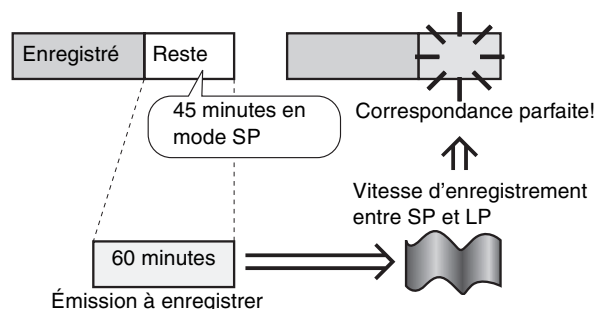 Enregistré
Reste
45 minutes en
mode SP
Correspondance parfaite!
Vitesse d'enregistrement
entre SP et LP
60 minutes
Émission à enregistrer